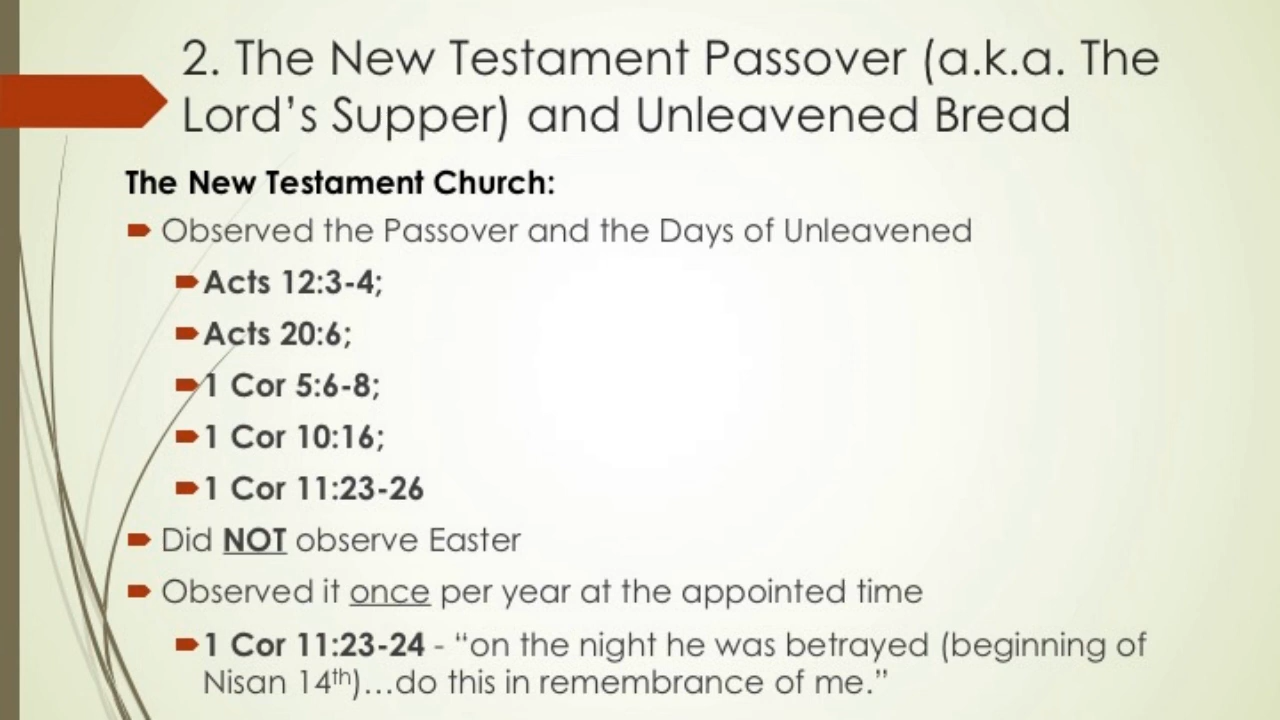 2. The New Testament Passover (a.k.a. The
Lord’s Supper) and Unleavened Bread
The New Testament Church:
Observed the Passover and the Days of Unleavened
Acts 12:3-4;
Acts 20:6;
1 Cor 5:6-8;
1 Cor 10:16;
1 Cor 11:23-26
Did NOT observe Easter
Observed it once per year at the appointed time
1 Cor 11:23-24 - “on the night he was betrayed (beginning of
Nisan 14th)…do this in remembrance of me.”